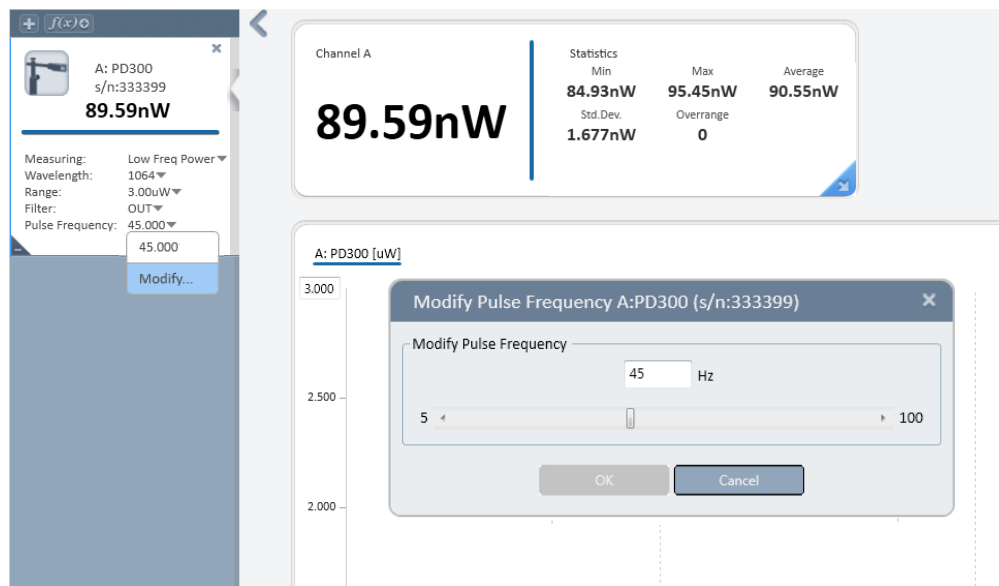 f(x)
A: PD300
s/n:333399
89.59nW
Measuring: Low Freq Power
Wavelength: 1064
Range: 3.00uW
Filter: OUT
Pulse Frequency: 45.000
45.000
Modify...
Channel A
89.59nW
Statistics
Min Max Average
84.93nW 95.45nW 90.55nW
Std.Dev. Overrange
1.677nW 0
A: PD300 [uW]
3.000
2.500
2.000
Modify Pulse Frequency A:PD300 (s/n:333399)
Modify Pulse Frequency
45 Hz
5 100
OK Cancel